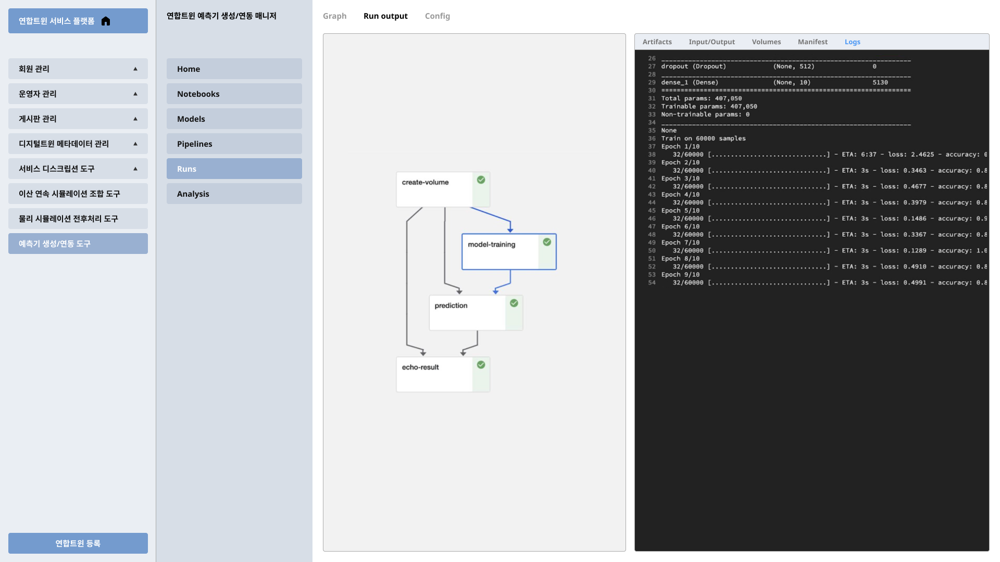 연합트윈 서비스 플랫폼
회원 관리 ▲
운영자 관리 ▲
게시판 관리 ▲
디지털트윈 메타데이터 관리 ▲
서비스 디스크립션 도구 ▲
이산 연속 시뮬레이션 조합 도구
물리 시뮬레이션 전후처리 도구
예측기 생성/연동 도구
연합트윈 등록
연합트윈 예측기 생성/연동 매니저
Home
Notebooks
Models
Pipelines
Runs
Analysis
Graph Run output Config
create-volume
model-training
prediction
echo-result
Artifacts Input/Output Volumes Manifest Logs
26 _________________________________________________________________
27 dropout (Dropout) (None, 512) 0
28 _________________________________________________________________
29 dense_1 (Dense) (None, 10) 5130
30 =================================================================
31 Total params: 407,050
32 Trainable params: 407,050
33 Non-trainable params: 0
34 _________________________________________________________________
35 None
36 Train on 60000 samples
37 Epoch 1/10
38 32/60000 [..............................] - ETA: 6:37 - loss: 2.4625 - accuracy: 0
39 Epoch 2/10
40 32/60000 [..............................] - ETA: 3s - loss: 0.3463 - accuracy: 0.8
41 Epoch 3/10
42 32/60000 [..............................] - ETA: 3s - loss: 0.4677 - accuracy: 0.8
43 Epoch 4/10
44 32/60000 [..............................] - ETA: 3s - loss: 0.3979 - accuracy: 0.8
45 Epoch 5/10
46 32/60000 [..............................] - ETA: 3s - loss: 0.1486 - accuracy: 0.9
47 Epoch 6/10
48 32/60000 [..............................] - ETA: 3s - loss: 0.3367 - accuracy: 0.8
49 Epoch 7/10
50 32/60000 [..............................] - ETA: 3s - loss: 0.1289 - accuracy: 1.0
51 Epoch 8/10
52 32/60000 [..............................] - ETA: 3s - loss: 0.4910 - accuracy: 0.8
53 Epoch 9/10
54 32/60000 [..............................] - ETA: 3s - loss: 0.4991 - accuracy: 0.8